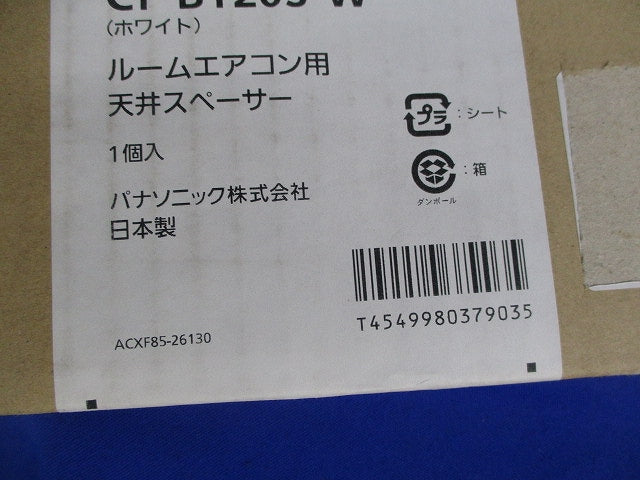 (ホワイト)
ルームエアコン用
天井スペーサー
1個入
パナソニック株式会社
日本製
プラ : シート
: 箱
ダンボール
T4549980379035
ACXF85-26130